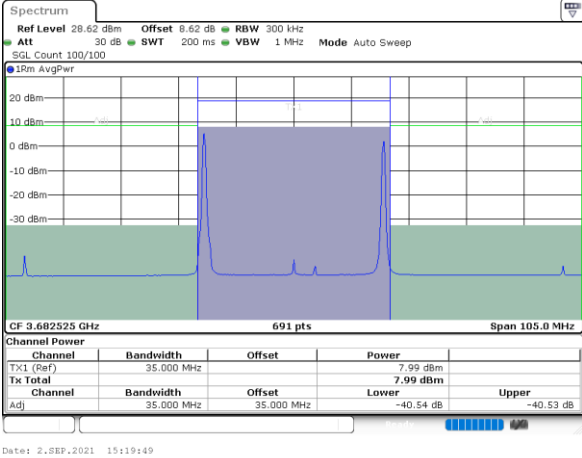 Spectrum
Ref Level 28.62 dBm Offset 8.62 dB RBW 300 kHz
Att 30 dB SWT 200 ms VBW 1 MHz Mode Auto Sweep
SGL Count 100/100
1Rm AvgPwr
20 dBm
TX1
10 dBm Adj Adj
0 dBm
-10 dBm
-20 dBm
-30 dBm
CF 3.682525 GHz 691 pts Span 105.0 MHz
Channel Power
Channel Bandwidth Offset Power
TX1 (Ref) 35.000 MHz 7.99 dBm
Tx Total 7.99 dBm
Channel Bandwidth Offset Lower Upper
Adj 35.000 MHz 35.000 MHz -40.54 dB -40.53 dB
Ready
Date: 2.SEP.2021 15:19:49